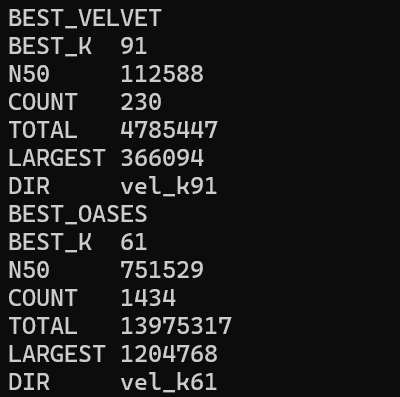 BEST_VELVET
BEST_K  91
N50     112588
COUNT   230
TOTAL   4785447
LARGEST 366094
DIR     vel_k91
BEST_OASES
BEST_K  61
N50     751529
COUNT   1434
TOTAL   13975317
LARGEST 1204768
DIR     vel_k61